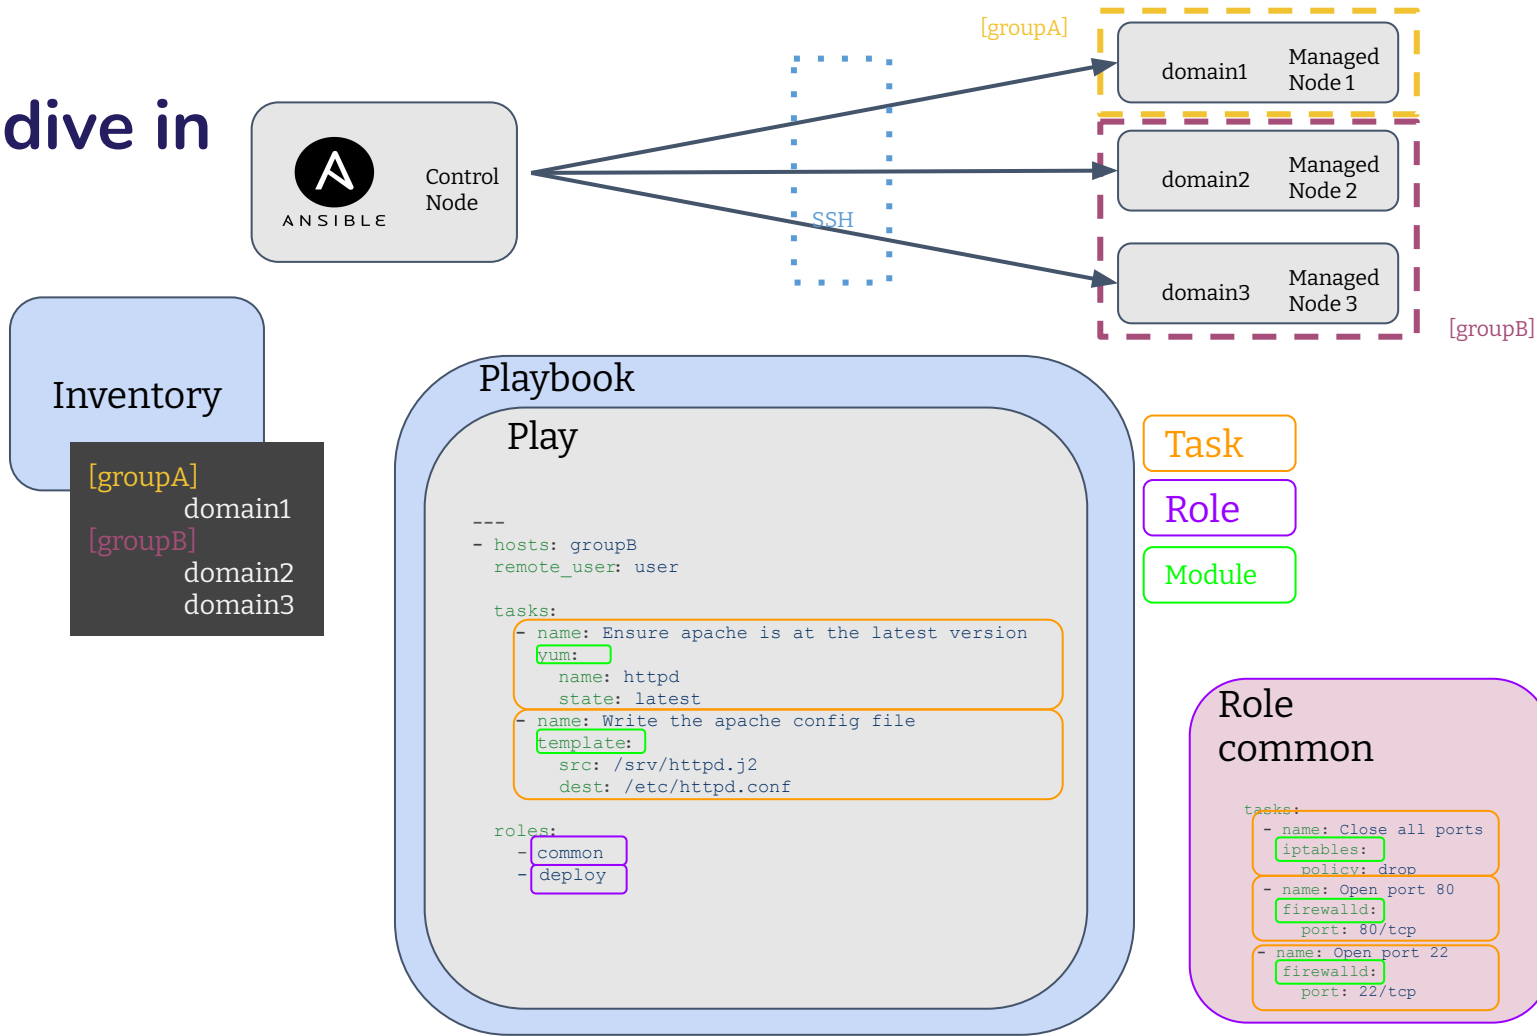 dive in
ANSIBLE
Control
Node
SSH
[groupA]
domain1
Managed
Node 1
domain2
Managed
Node 2
domain3
Managed
Node 3
[groupB]
Inventory
[groupA]
domain1
[groupB]
domain2
domain3
Playbook
Play
---
- hosts: groupB
remote_user: user
tasks:
- name: Ensure apache is at the latest version
yum:
name: httpd
state: latest
- name: Write the apache config file
template:
src: /srv/httpd.j2
dest: /etc/httpd.conf
roles:
- common
- deploy
Task
Role
Module
Role
common
tasks:
- name: Close all ports
iptables:
policy: drop
- name: Open port 80
firewalld:
port: 80/tcp
- name: Open port 22
firewalld:
port: 22/tcp